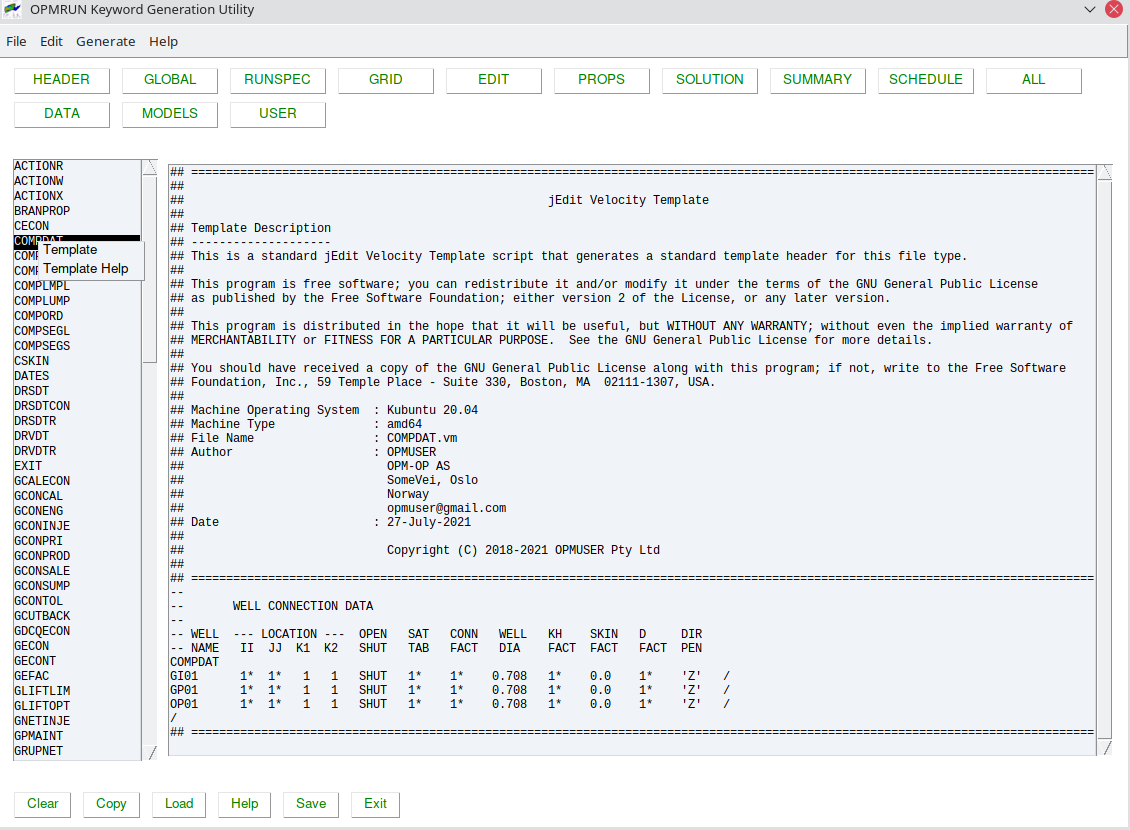 OPMRUN Keyword Generation Utility
File Edit Generate Help
HEADER GLOBAL RUNSPEC GRID EDIT PROPS SOLUTION SUMMARY SCHEDULE ALL
DATA MODELS USER
ACTIONR
ACTIONW
ACTIONX
BRANPROP
CECON
COMPDAT
Template
Template Help
COMPLMPL
COMPLUMP
COMPORD
COMPSEGL
COMPSEGS
CSKIN
DATES
DRSDT
DRSDTCON
DRSDTR
DRVDT
DRVDTR
EXIT
GCALECON
GCONCAL
GCONENG
GCONINJE
GCONPRI
GCONPROD
GCONSALE
GCONSUMP
GCONTOL
GCUTBACK
GDCQECON
GECON
GECONT
GEFAC
GLIFTLIM
GLIFTOPT
GNETINJE
GPMAINT
GRUPNET
## =================================================================================================================================
##
## jEdit Velocity Template
##
## Template Description
## --------------------
## This is a standard jEdit Velocity Template script that generates a standard template header for this file type.
##
## This program is free software; you can redistribute it and/or modify it under the terms of the GNU General Public License
## as published by the Free Software Foundation; either version 2 of the License, or any later version.
##
## This program is distributed in the hope that it will be useful, but WITHOUT ANY WARRANTY; without even the implied warranty of
## MERCHANTABILITY or FITNESS FOR A PARTICULAR PURPOSE.  See the GNU General Public License for more details.
##
## You should have received a copy of the GNU General Public License along with this program; if not, write to the Free Software
## Foundation, Inc., 59 Temple Place - Suite 330, Boston, MA  02111-1307, USA.
##
## Machine Operating System  : Kubuntu 20.04
## Machine Type              : amd64
## File Name                 : COMPDAT.vm
## Author                    : OPMUSER
##                             OPM-OP AS
##                             SomeVei, Oslo
##                             Norway
##                             opmuser@gmail.com
## Date                      : 27-July-2021
##
##                             Copyright (C) 2018-2021 OPMUSER Pty Ltd
##
## =================================================================================================================================
--
--       WELL CONNECTION DATA
--
-- WELL  --- LOCATION ---  OPEN   SAT   CONN   WELL   KH    SKIN   D      DIR
-- NAME   II  JJ  K1  K2   SHUT   TAB   FACT   DIA    FACT  FACT   FACT   PEN
COMPDAT
GI01      1*  1*   1   1   SHUT   1*    1*    0.708   1*    0.0    1*    'Z'   /
GP01      1*  1*   1   1   SHUT   1*    1*    0.708   1*    0.0    1*    'Z'   /
OP01      1*  1*   1   1   SHUT   1*    1*    0.708   1*    0.0    1*    'Z'   /
/
## =================================================================================================================================
Clear Copy Load Help Save Exit